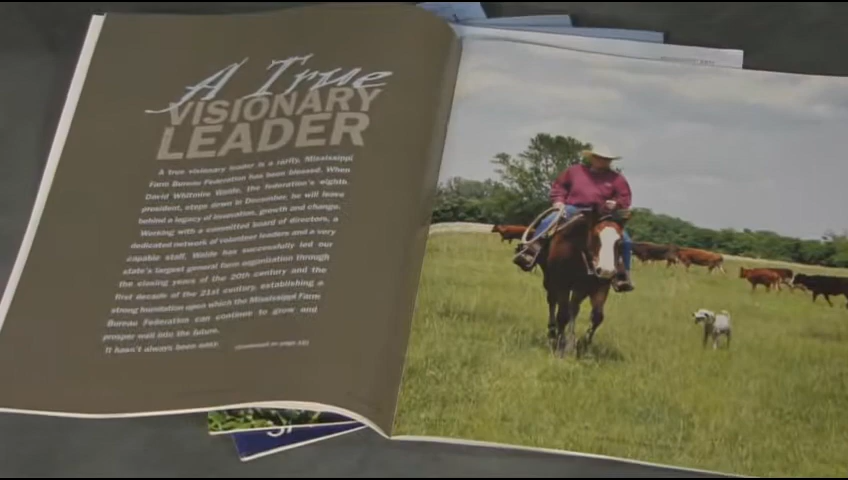 A True
VISIONARY
LEADER
A true visionary leader is a rarity. Mississippi
Farm Bureau Federation has been blessed. When
David Whitmire Waide, the federation's eighth
president, steps down in December, he will leave
behind a legacy of innovation, growth and change.
Working with a committed board of directors, a
dedicated network of volunteer leaders and a very
capable staff, Waide has successfully led our
state's largest general farm organization through
the closing years of the 20th century and the
first decade of the 21st century, establishing a
strong foundation upon which the Mississippi Farm
Bureau Federation can continue to grow and
prosper well into the future.
It hasn't always been easy. (Continued on page